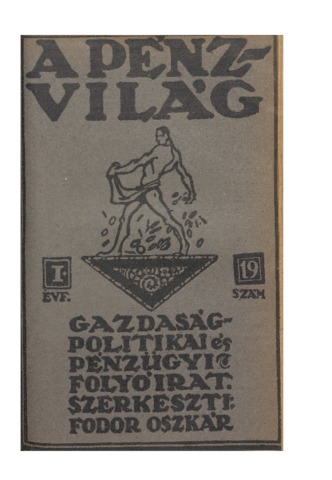 A PÉNZ-
VILÁG
I
ÉVF.
19
SZÁM
GAZDASÁG-
POLITIKAI és
PÉNZÜGYI
FOLYÓIRAT.
SZERKESZTI:
FODOR OSZKÁR